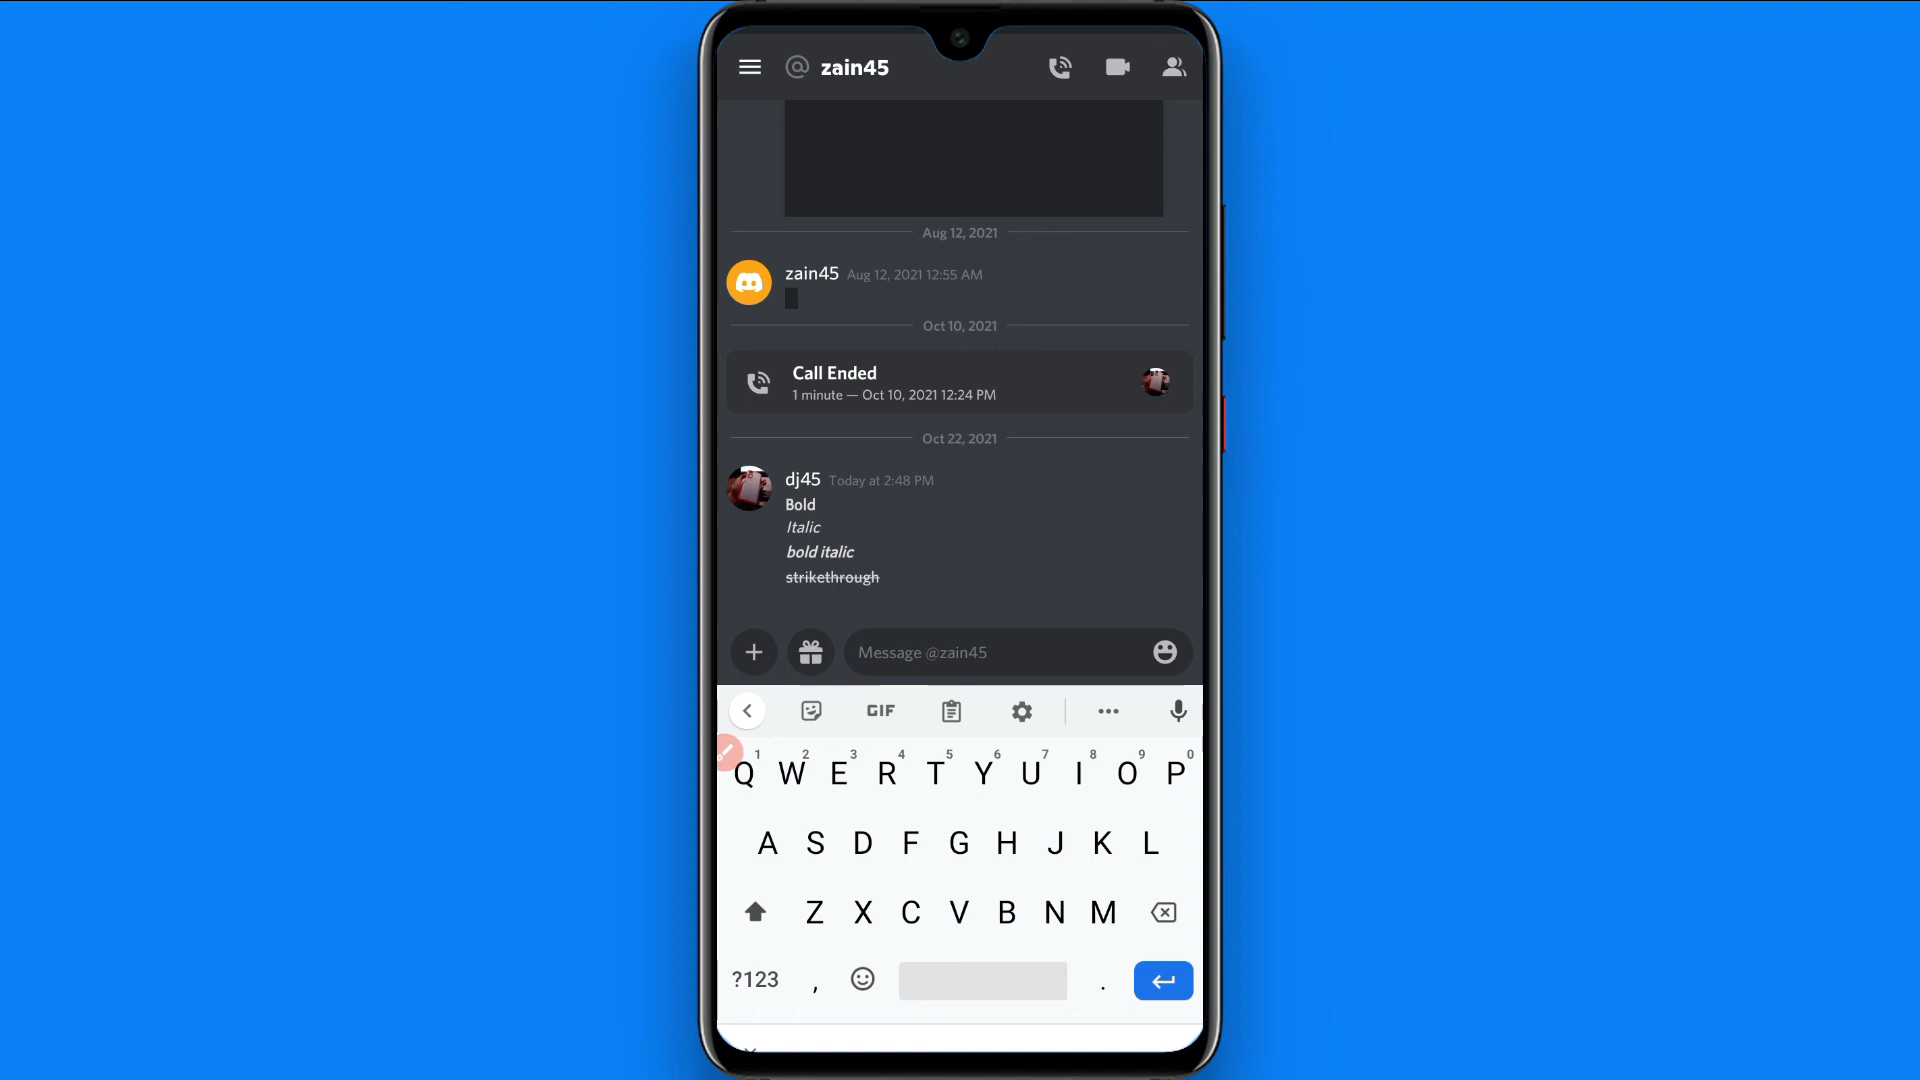 @ zain45
Aug 12, 2021
zain45 Aug 12, 2021 12:55 AM
Oct 10, 2021
Call Ended
1 minute — Oct 10, 2021 12:24 PM
Oct 22, 2021
dj45 Today at 2:48 PM
Bold
Italic
bold italic
strikethrough
Message @zain45
GIF
1 2 3 4 5 6 7 8 9 0
Q W E R T Y U I O P
A S D F G H J K L
Z X C V B N M
?123 , .